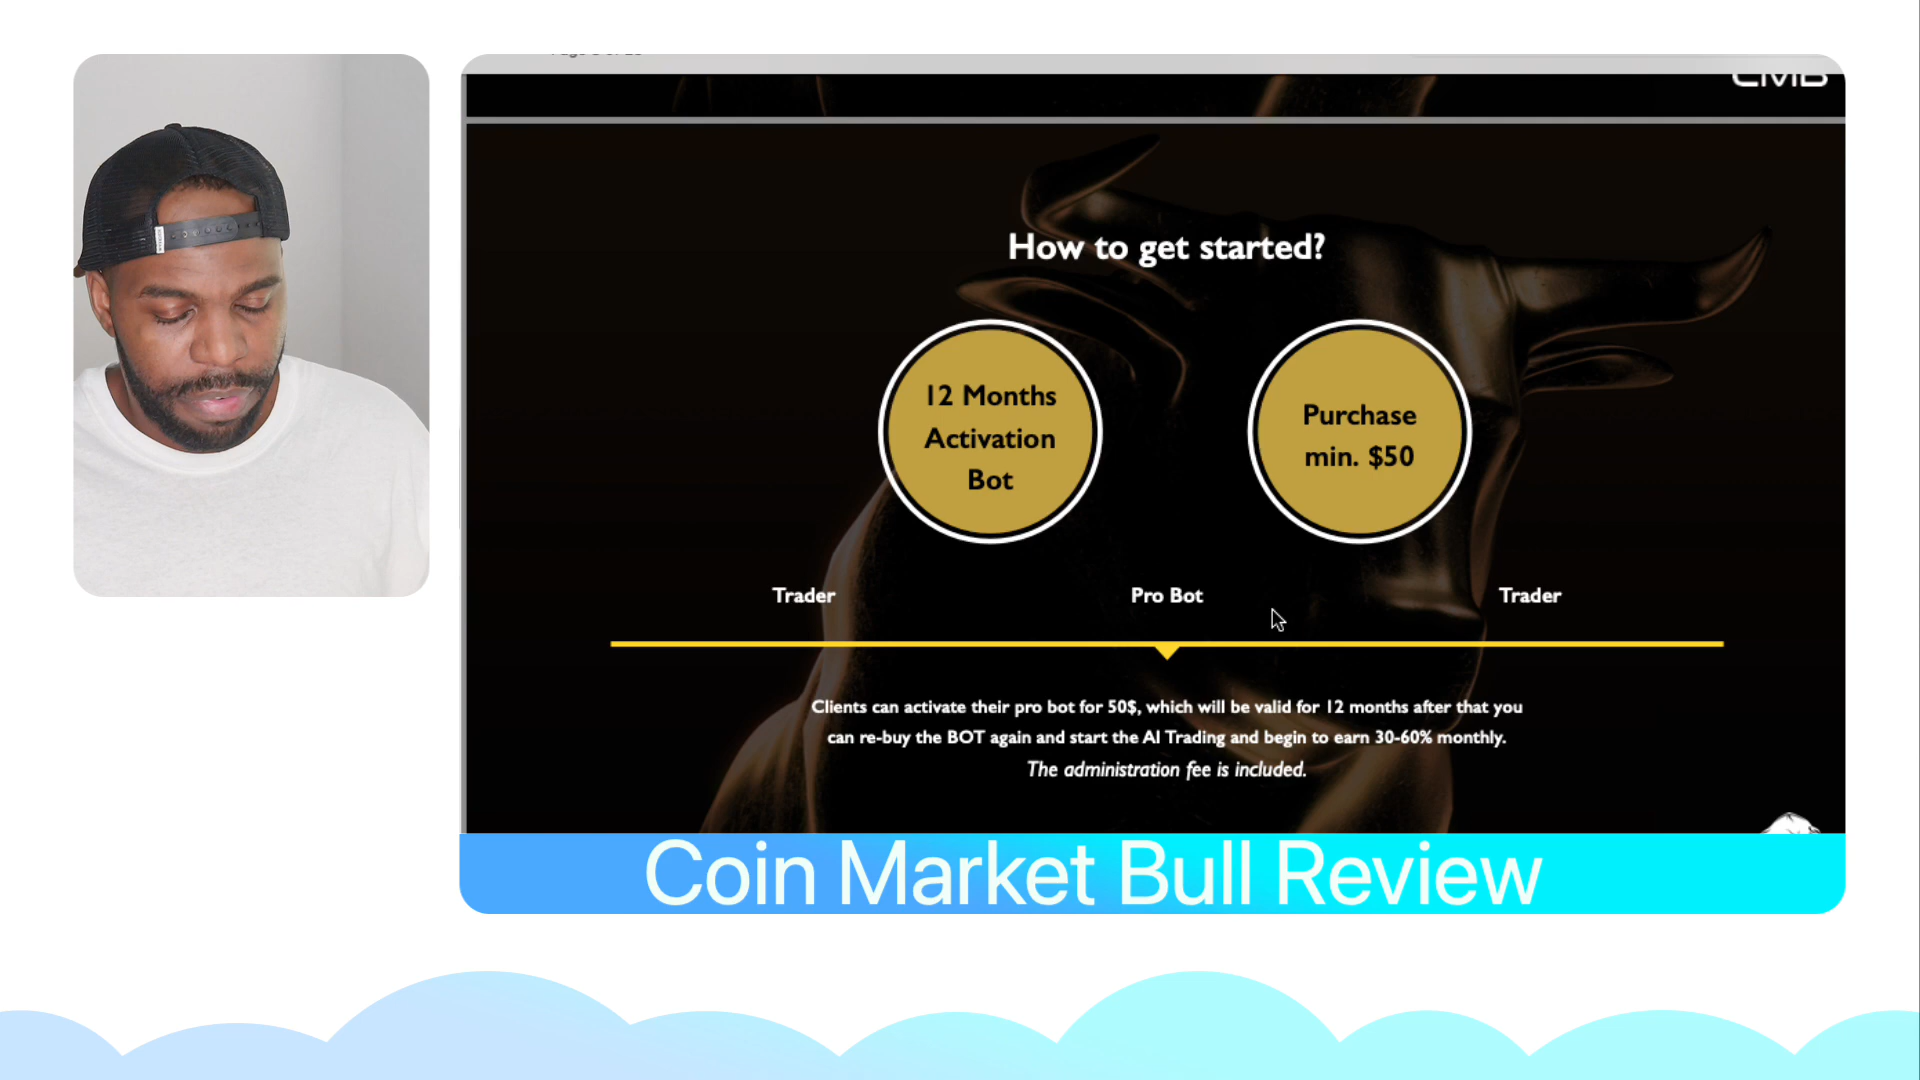 CMB
How to get started?
12 Months
Activation
Bot
Purchase
min. $50
Trader
Pro Bot
Trader
Clients can activate their pro bot for 50$, which will be valid for 12 months after that you
can re-buy the BOT again and start the AI Trading and begin to earn 30-60% monthly.
The administration fee is included.
Coin Market Bull Review